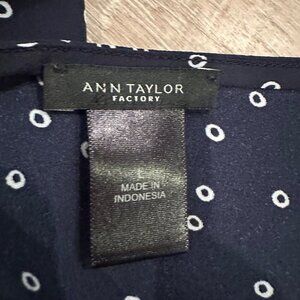 ANN TAYLOR
FACTORY
L
MADE IN
INDONESIA